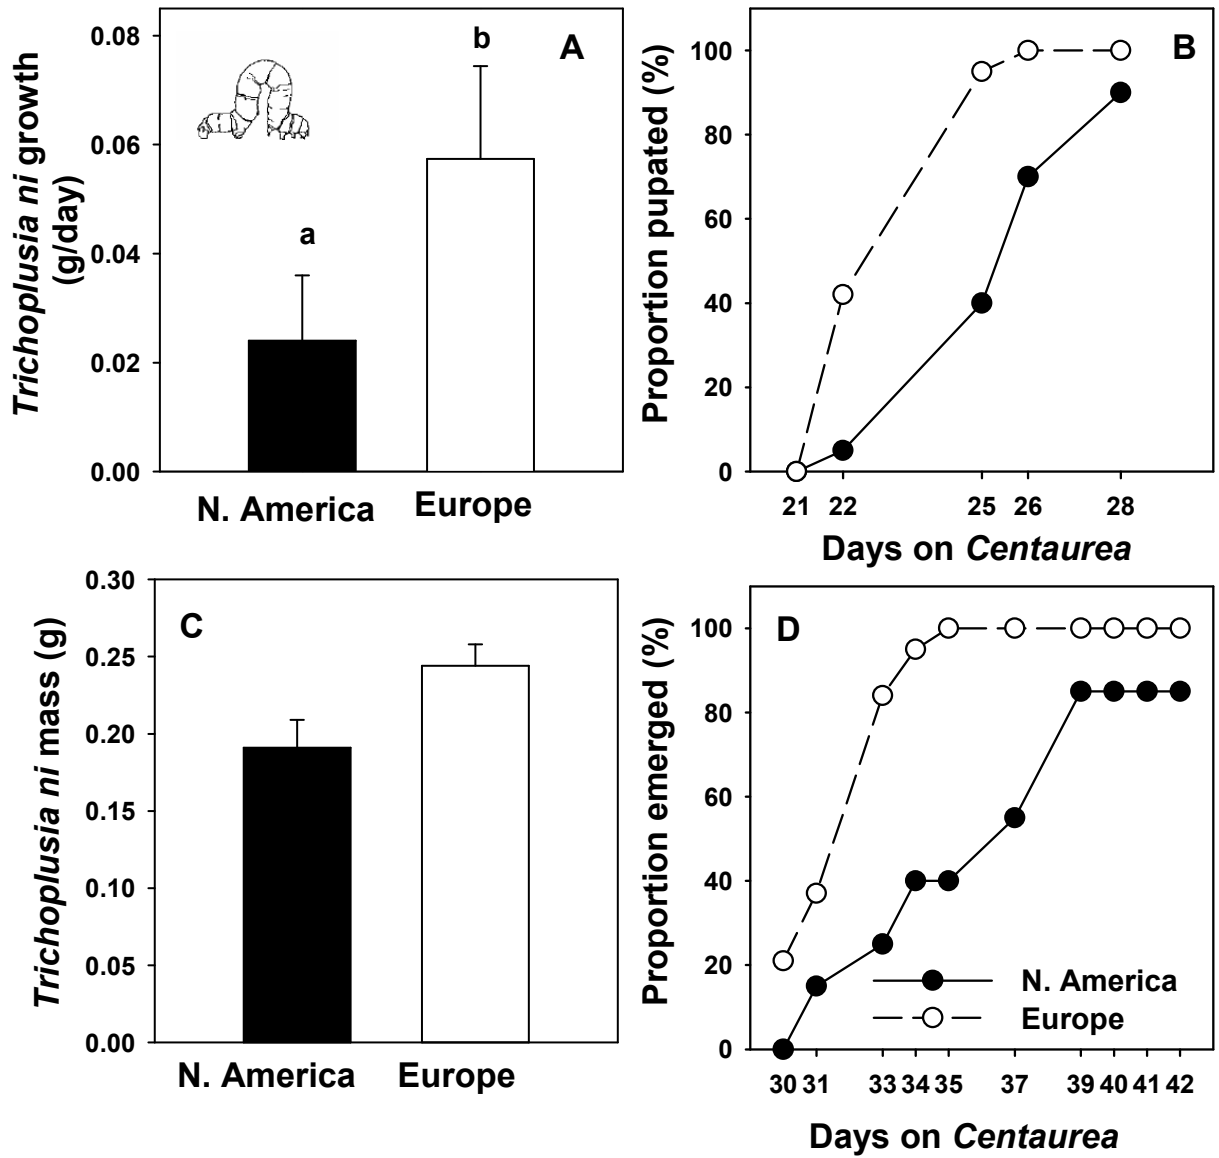 Trichoplusia ni growth
(g/day)
0.08
0.06
0.04
0.02
0.00
a
b
A
N. America
Europe
Proportion pupated (%)
100
80
60
40
20
0
B
21 22 25 26 28
Days on Centaurea
Trichoplusia ni mass (g)
0.30
0.25
0.20
0.15
0.10
0.05
0.00
C
N. America
Europe
Proportion emerged (%)
100
80
60
40
20
0
D
N. America
Europe
30 31 33 34 35 37 39 40 41 42
Days on Centaurea